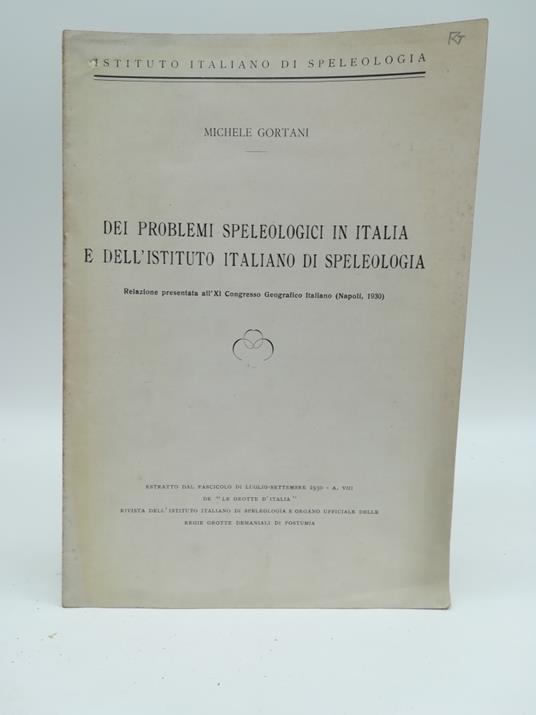 ISTITUTO ITALIANO DI SPELEOLOGIA
MICHELE GORTANI
DEI PROBLEMI SPELEOLOGICI IN ITALIA
E DELL'ISTITUTO ITALIANO DI SPELEOLOGIA
Relazione presentata all'XI Congresso Geografico Italiano (Napoli, 1930)
ESTRATTO DAL FASCICOLO DI LUGLIO-SETTEMBRE 1930 - A. VIII
DE "LE GROTTE D'ITALIA"
RIVISTA DELL'ISTITUTO ITALIANO DI SPELEOLOGIA E ORGANO UFFICIALE DELLE
REGIE GROTTE DEMANIALI DI POSTUMIA